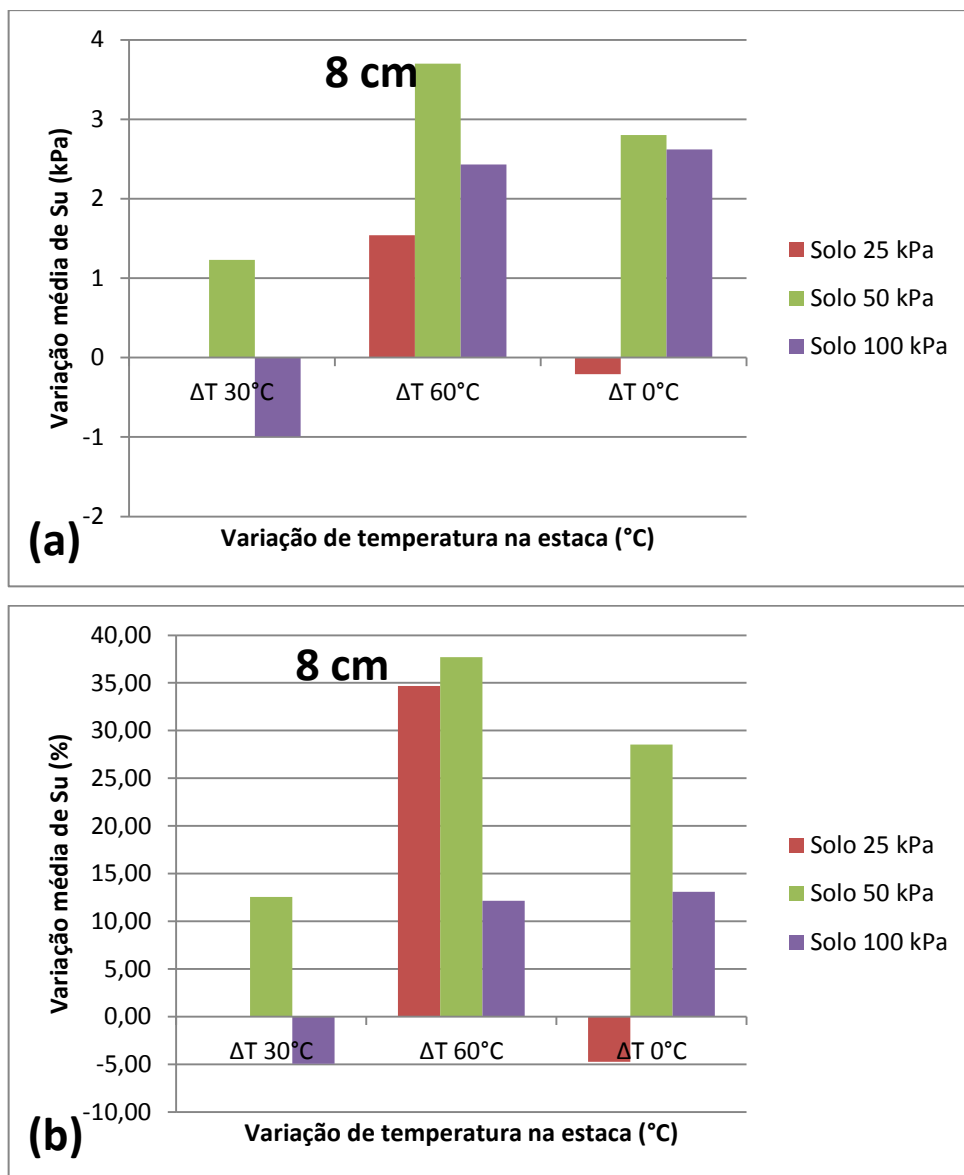 4
3
2
1
0
-1
-2
Variação média de Su (kPa)
8 cm
ΔT 30°C
ΔT 60°C
ΔT 0°C
Variação de temperatura na estaca (°C)
Solo 25 kPa
Solo 50 kPa
Solo 100 kPa
(a)
40,00
35,00
30,00
25,00
20,00
15,00
10,00
5,00
0,00
-5,00
-10,00
Variação média de Su (%)
8 cm
ΔT 30°C
ΔT 60°C
ΔT 0°C
Variação de temperatura na estaca (°C)
Solo 25 kPa
Solo 50 kPa
Solo 100 kPa
(b)